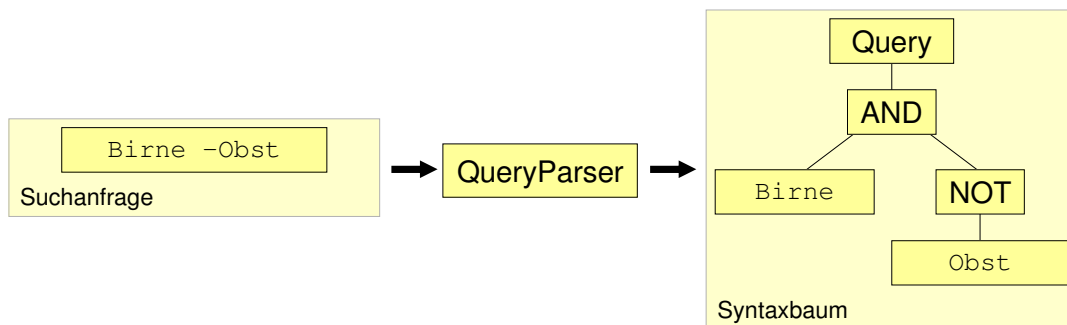 Birne -Obst
Suchanfrage
QueryParser
Query
AND
Birne
NOT
Obst
Syntaxbaum